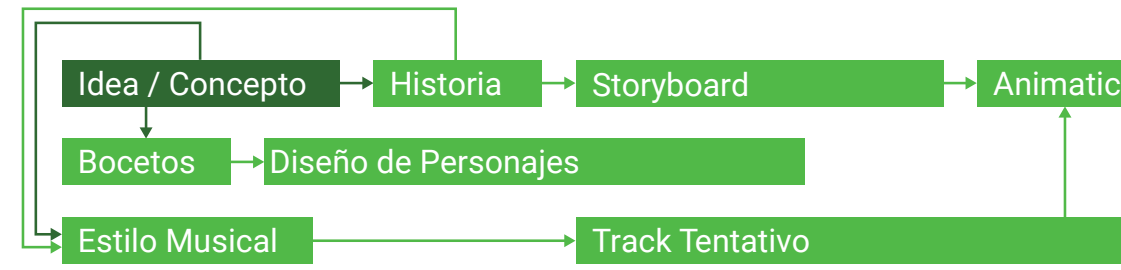 Idea / Concepto
Historia
Storyboard
Animatic
Bocetos
Diseño de Personajes
Estilo Musical
Track Tentativo